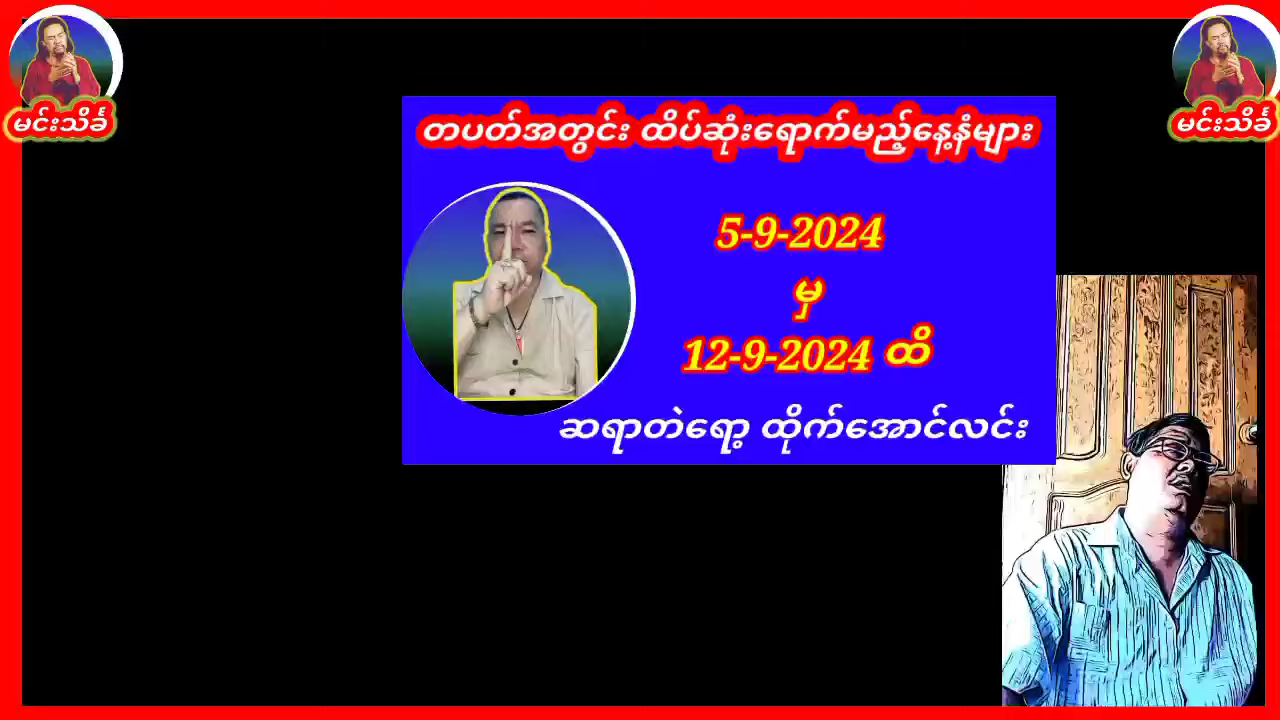 မင်းသိင်္ခ
မင်းသိင်္ခ
တပတ်အတွင်း ထိပ်ဆုံးရောက်မည့်နေ့နံများ
5-9-2024
မှ
12-9-2024 ထိ
ဆရာတဲရော့ ထိုက်အောင်လင်း